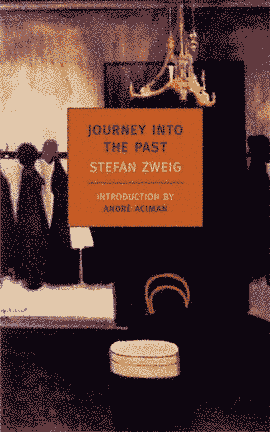 JOURNEY INTO
THE PAST
STEFAN ZWEIG
INTRODUCTION BY
ANDRÉ ACIMAN